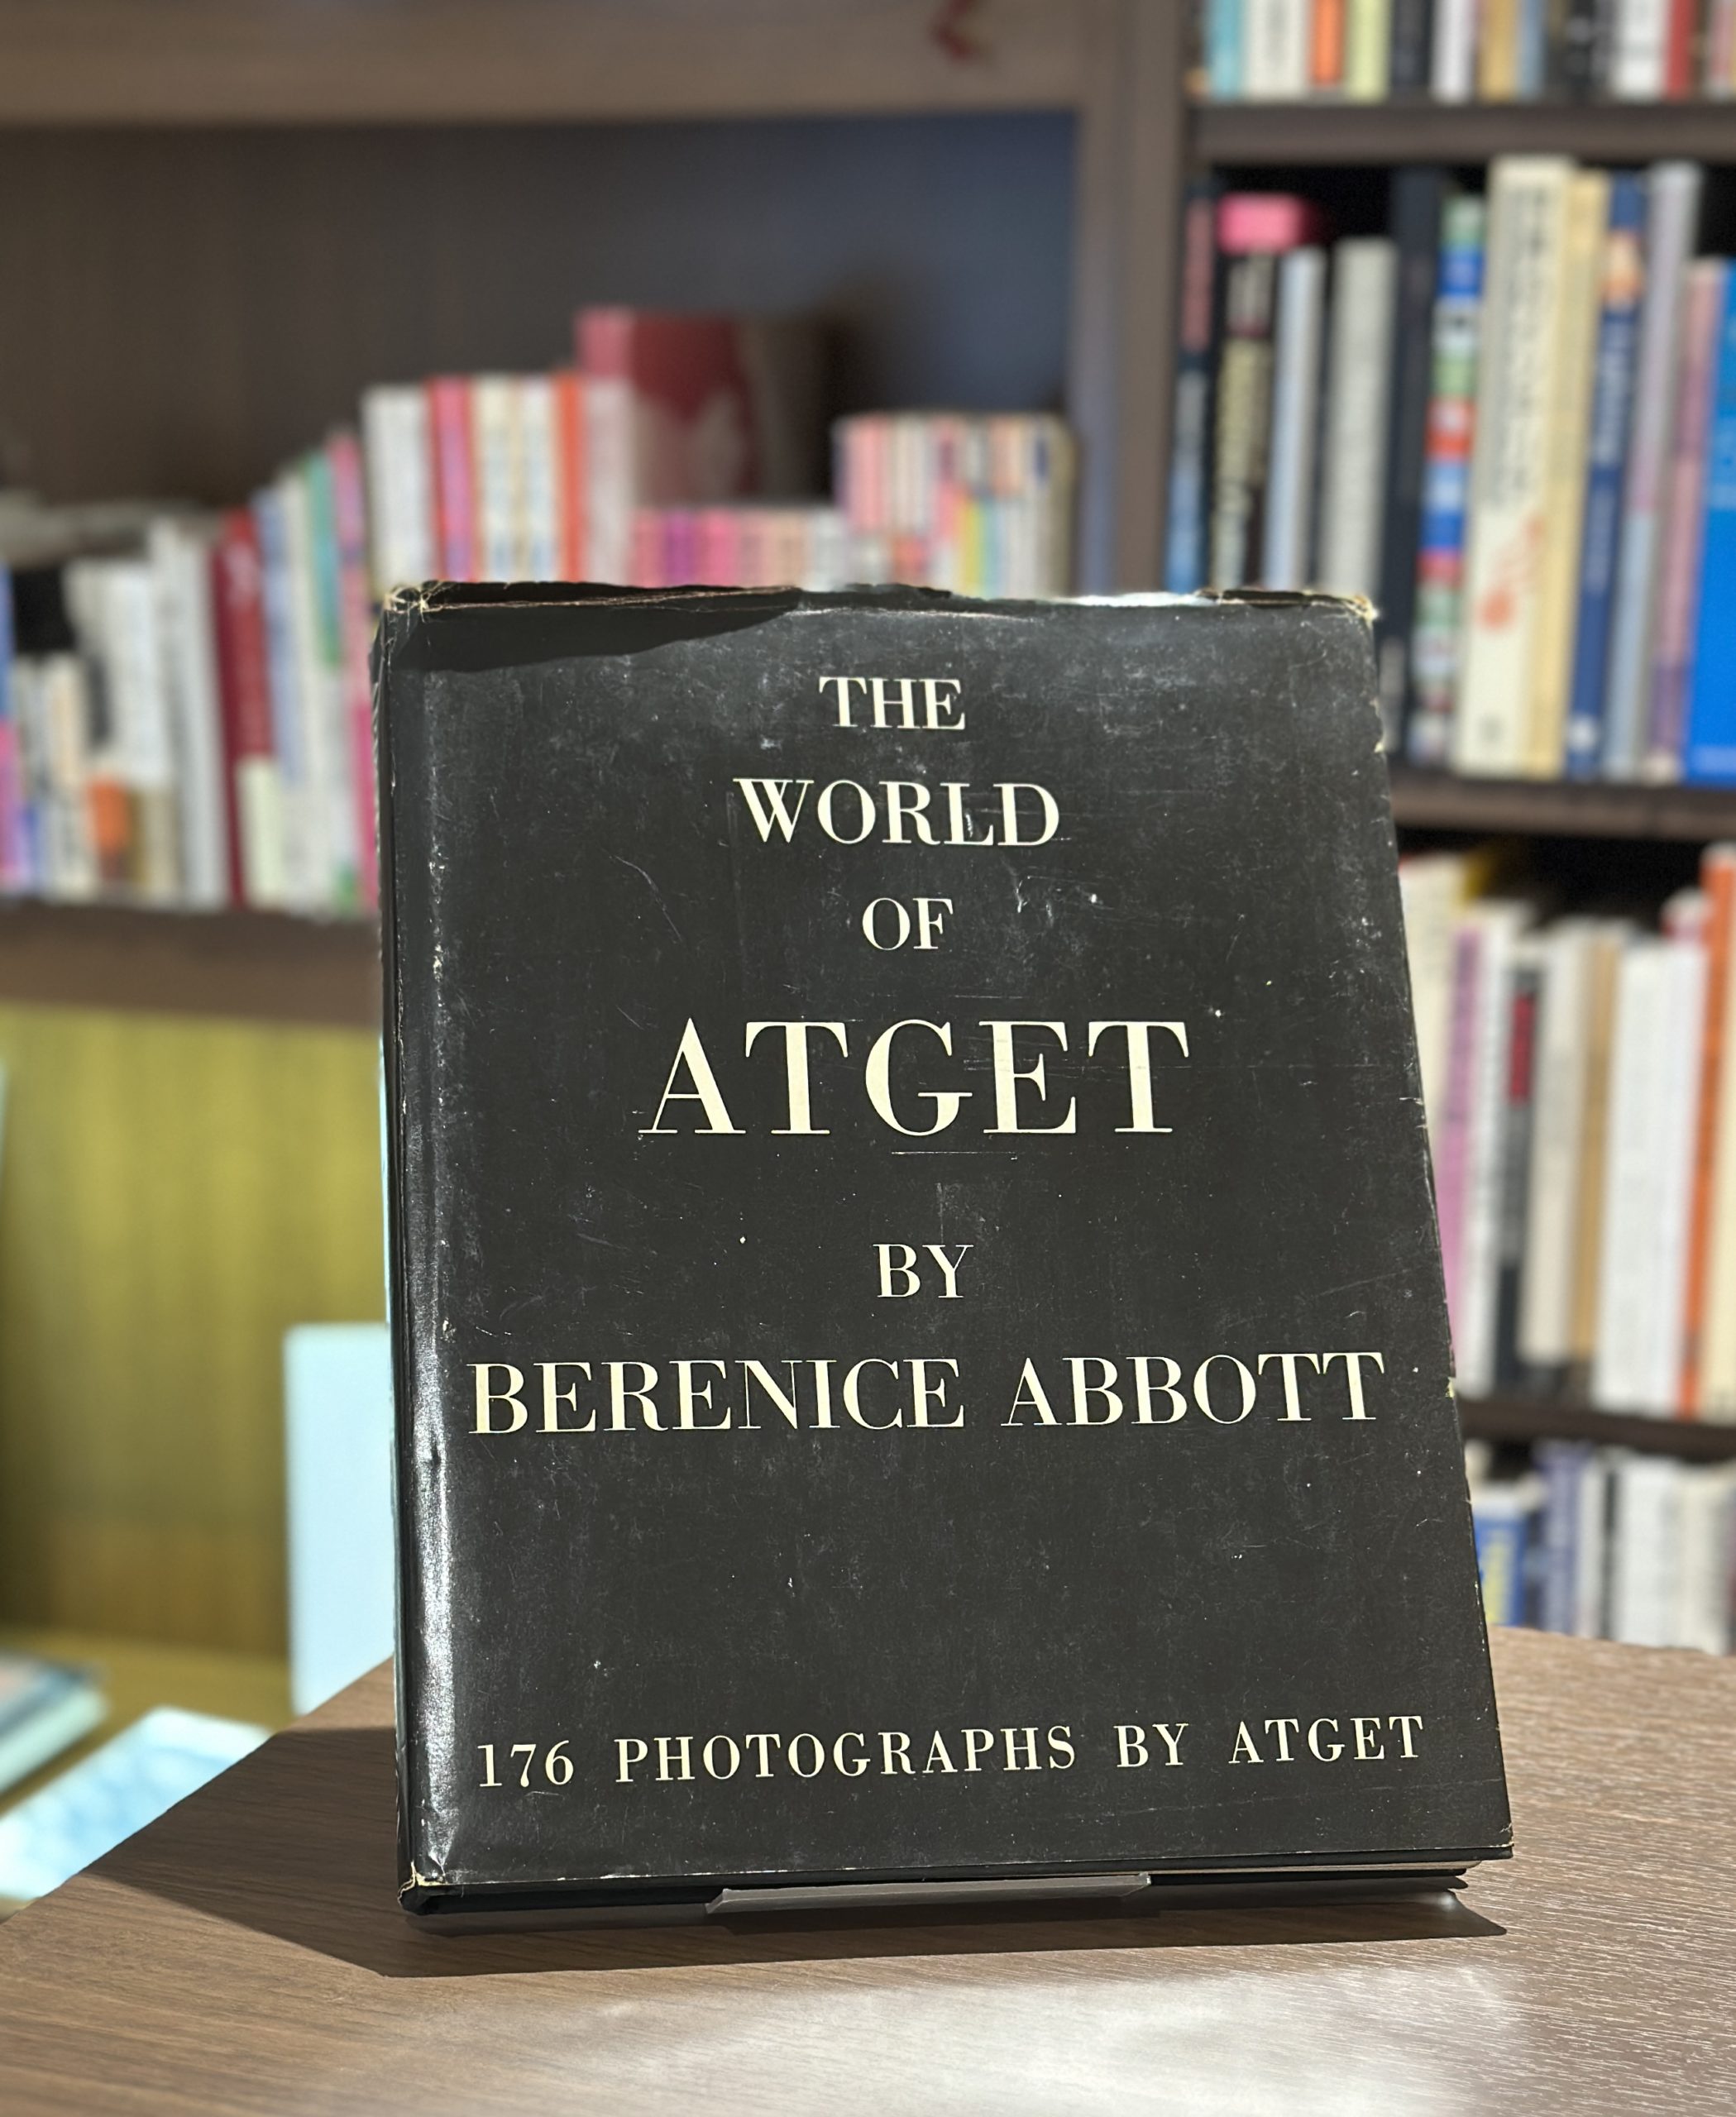 THE
WORLD
OF
ATGET
BY
BERENICE ABBOTT
176 PHOTOGRAPHS BY ATGET